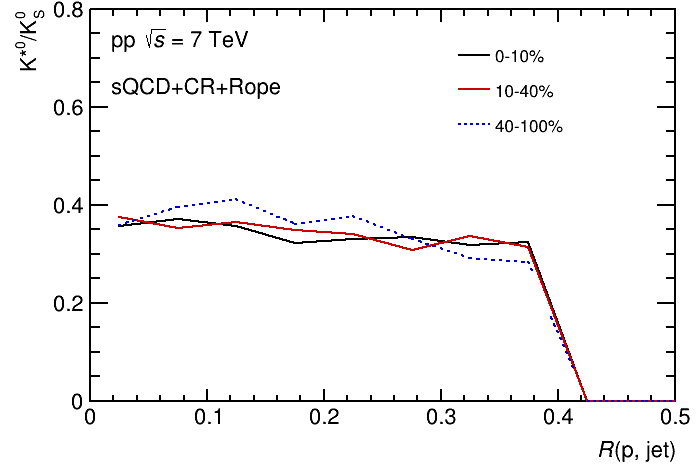 K*⁰/K⁰S
0.8
0.6
0.4
0.2
0
pp √s = 7 TeV
sQCD+CR+Rope
0-10%
10-40%
40-100%
0 0.1 0.2 0.3 0.4 0.5
R(p, jet)